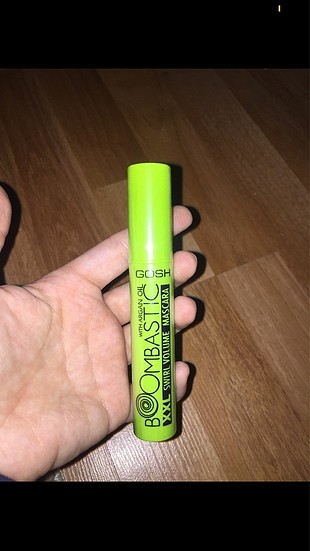 GOSH
WITH ARGAN OIL
BOOMBASTIC
XXL SWIRL VOLUME MASCARA